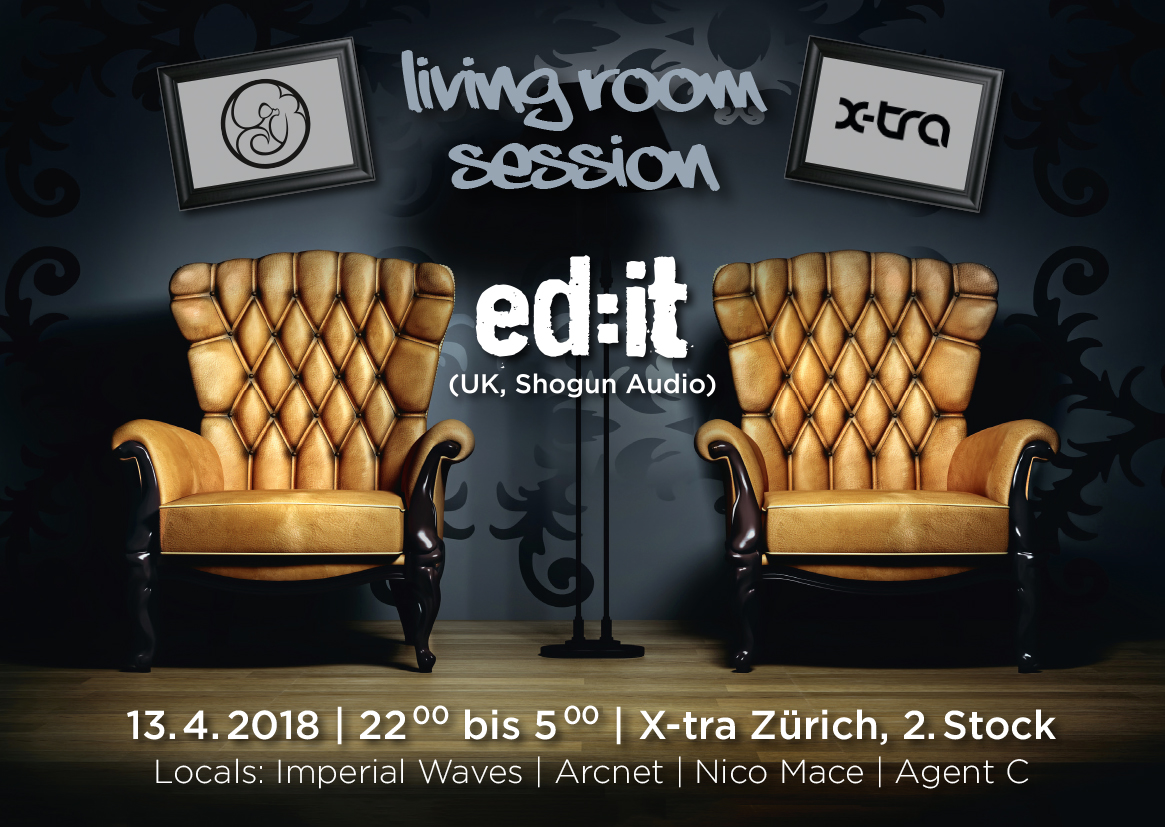 living room
session
x-tra
ed:it
(UK, Shogun Audio)
13.4.2018 | 22⁰⁰ bis 5⁰⁰ | X-tra Zürich, 2. Stock
Locals: Imperial Waves | Arcnet | Nico Mace | Agent C